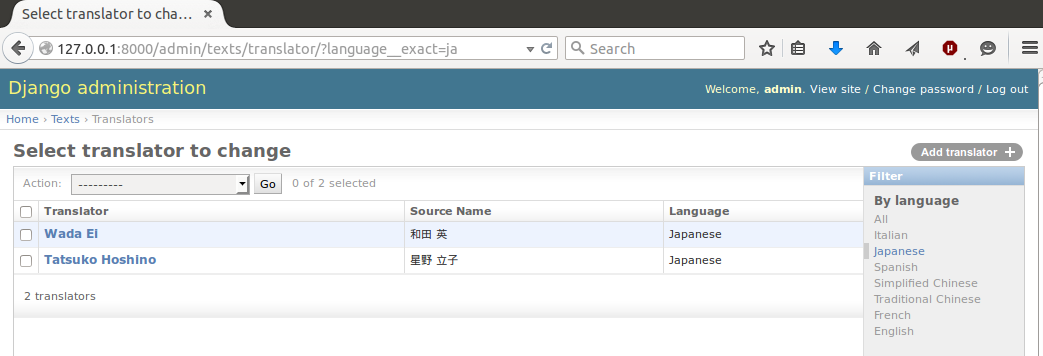 Select translator to cha... ×
127.0.0.1:8000/admin/texts/translator/?language__exact=ja
Search
Django administration
Welcome, admin. View site / Change password / Log out
Home › Texts › Translators
Select translator to change
Add translator +
Action: --------- Go 0 of 2 selected
Filter
Translator Source Name Language
Wada Ei 和田 英 Japanese
Tatsuko Hoshino 星野 立子 Japanese
2 translators
By language
All
Italian
Japanese
Spanish
Simplified Chinese
Traditional Chinese
French
English